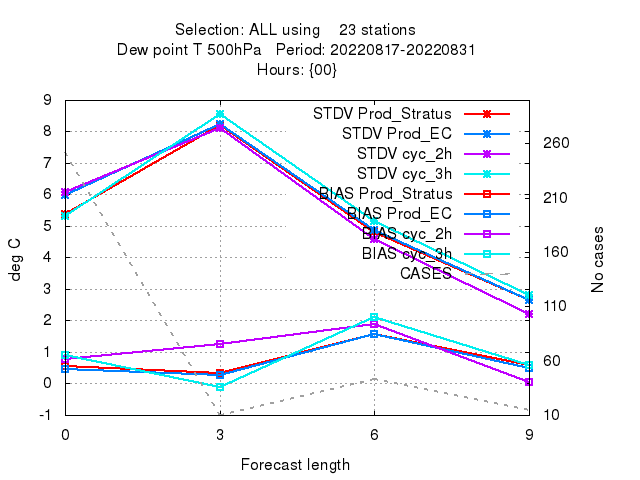 Selection: ALL using    23 stations
Dew point T 500hPa   Period: 20220817-20220831
Hours: {00}
STDV Prod_Stratus
STDV Prod_EC
STDV cyc_2h
STDV cyc_3h
BIAS Prod_Stratus
BIAS Prod_EC
BIAS cyc_2h
BIAS cyc_3h
CASES
deg C
9
8
7
6
5
4
3
2
1
0
-1
No cases
260
210
160
110
60
10
0
3
6
9
Forecast length